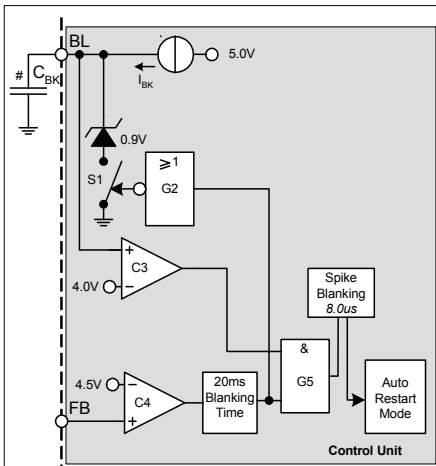 BL
5.0V
# C_BK
I_BK
0.9V
S1
≥1
G2
+
C3
4.0V
−
Spike
Blanking
8.0us
&
G5
4.5V
−
C4
+
20ms
Blanking
Time
FB
Auto
Restart
Mode
Control Unit